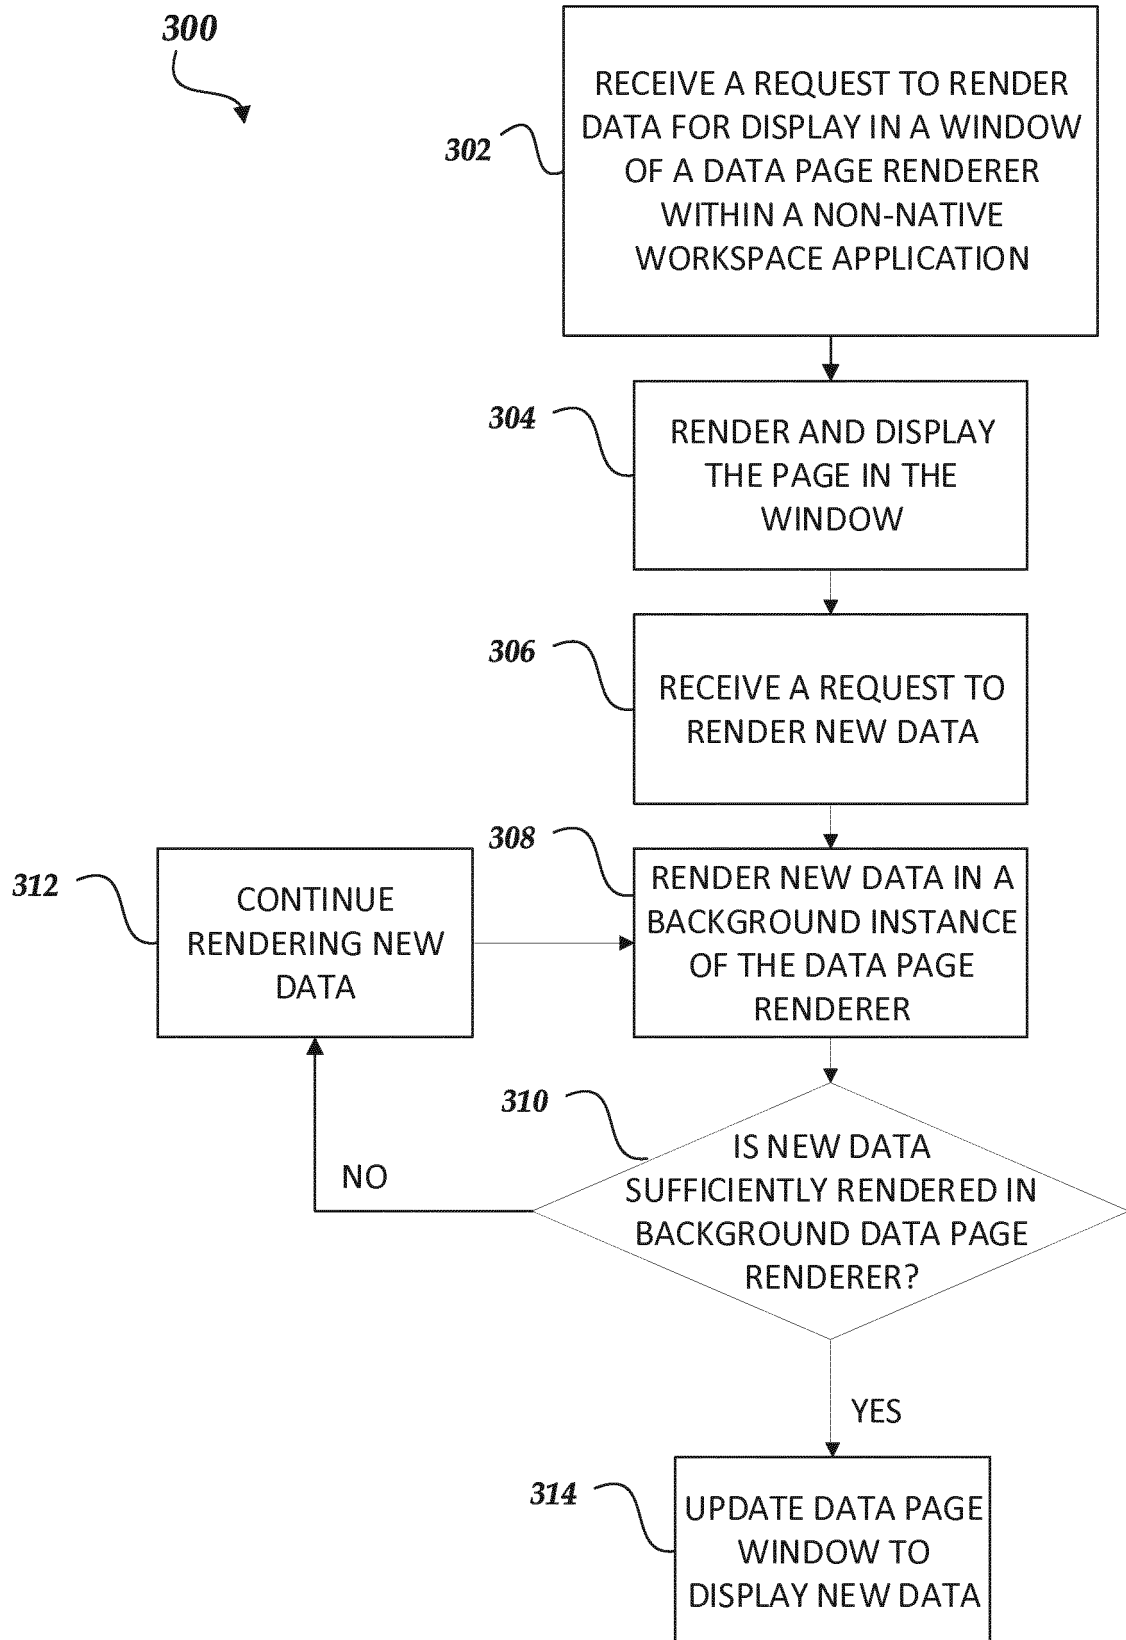 300
302
RECEIVE A REQUEST TO RENDER
DATA FOR DISPLAY IN A WINDOW
OF A DATA PAGE RENDERER
WITHIN A NON-NATIVE
WORKSPACE APPLICATION
304
RENDER AND DISPLAY
THE PAGE IN THE
WINDOW
306
RECEIVE A REQUEST TO
RENDER NEW DATA
308
RENDER NEW DATA IN A
BACKGROUND INSTANCE
OF THE DATA PAGE
RENDERER
312
CONTINUE
RENDERING NEW
DATA
310
IS NEW DATA
SUFFICIENTLY RENDERED IN
BACKGROUND DATA PAGE
RENDERER?
NO
YES
314
UPDATE DATA PAGE
WINDOW TO
DISPLAY NEW DATA